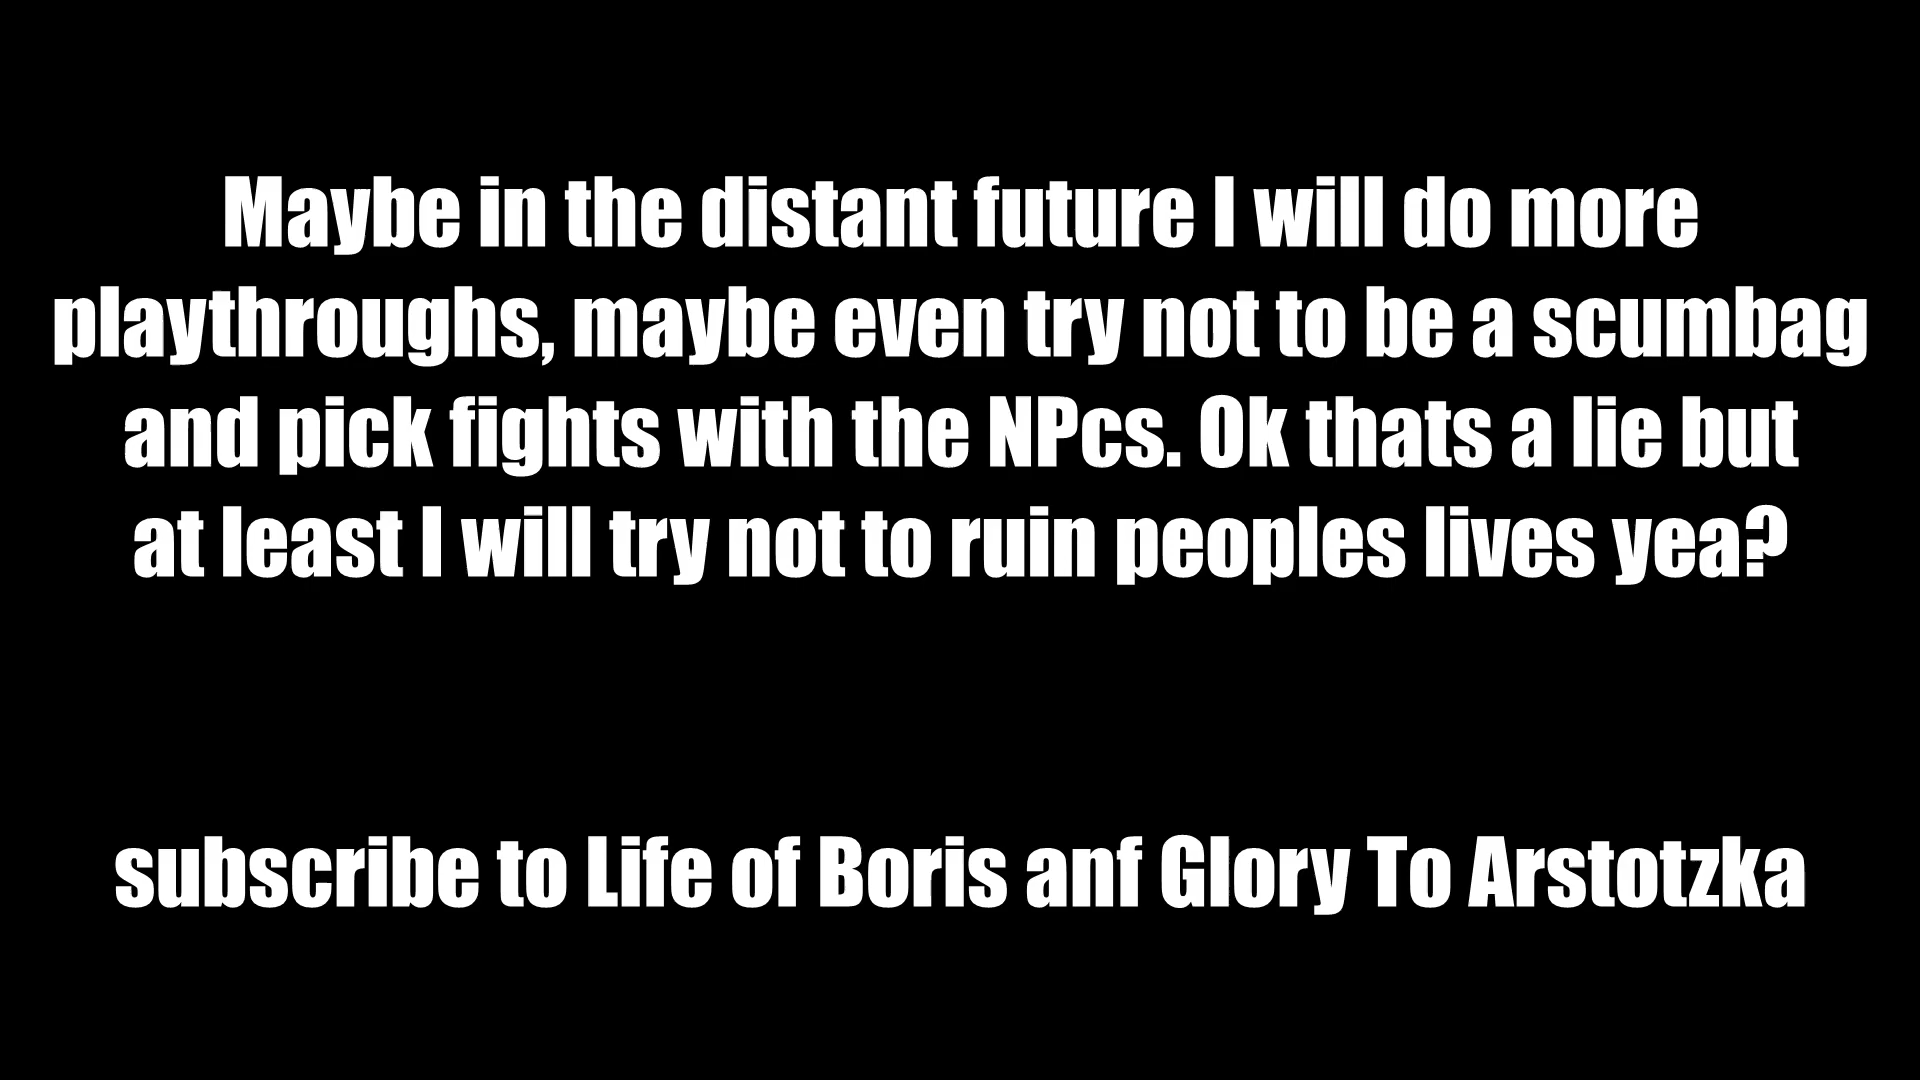 Maybe in the distant future I will do more
playthroughs, maybe even try not to be a scumbag
and pick fights with the NPcs. Ok thats a lie but
at least I will try not to ruin peoples lives yea?
subscribe to Life of Boris anf Glory To Arstotzka